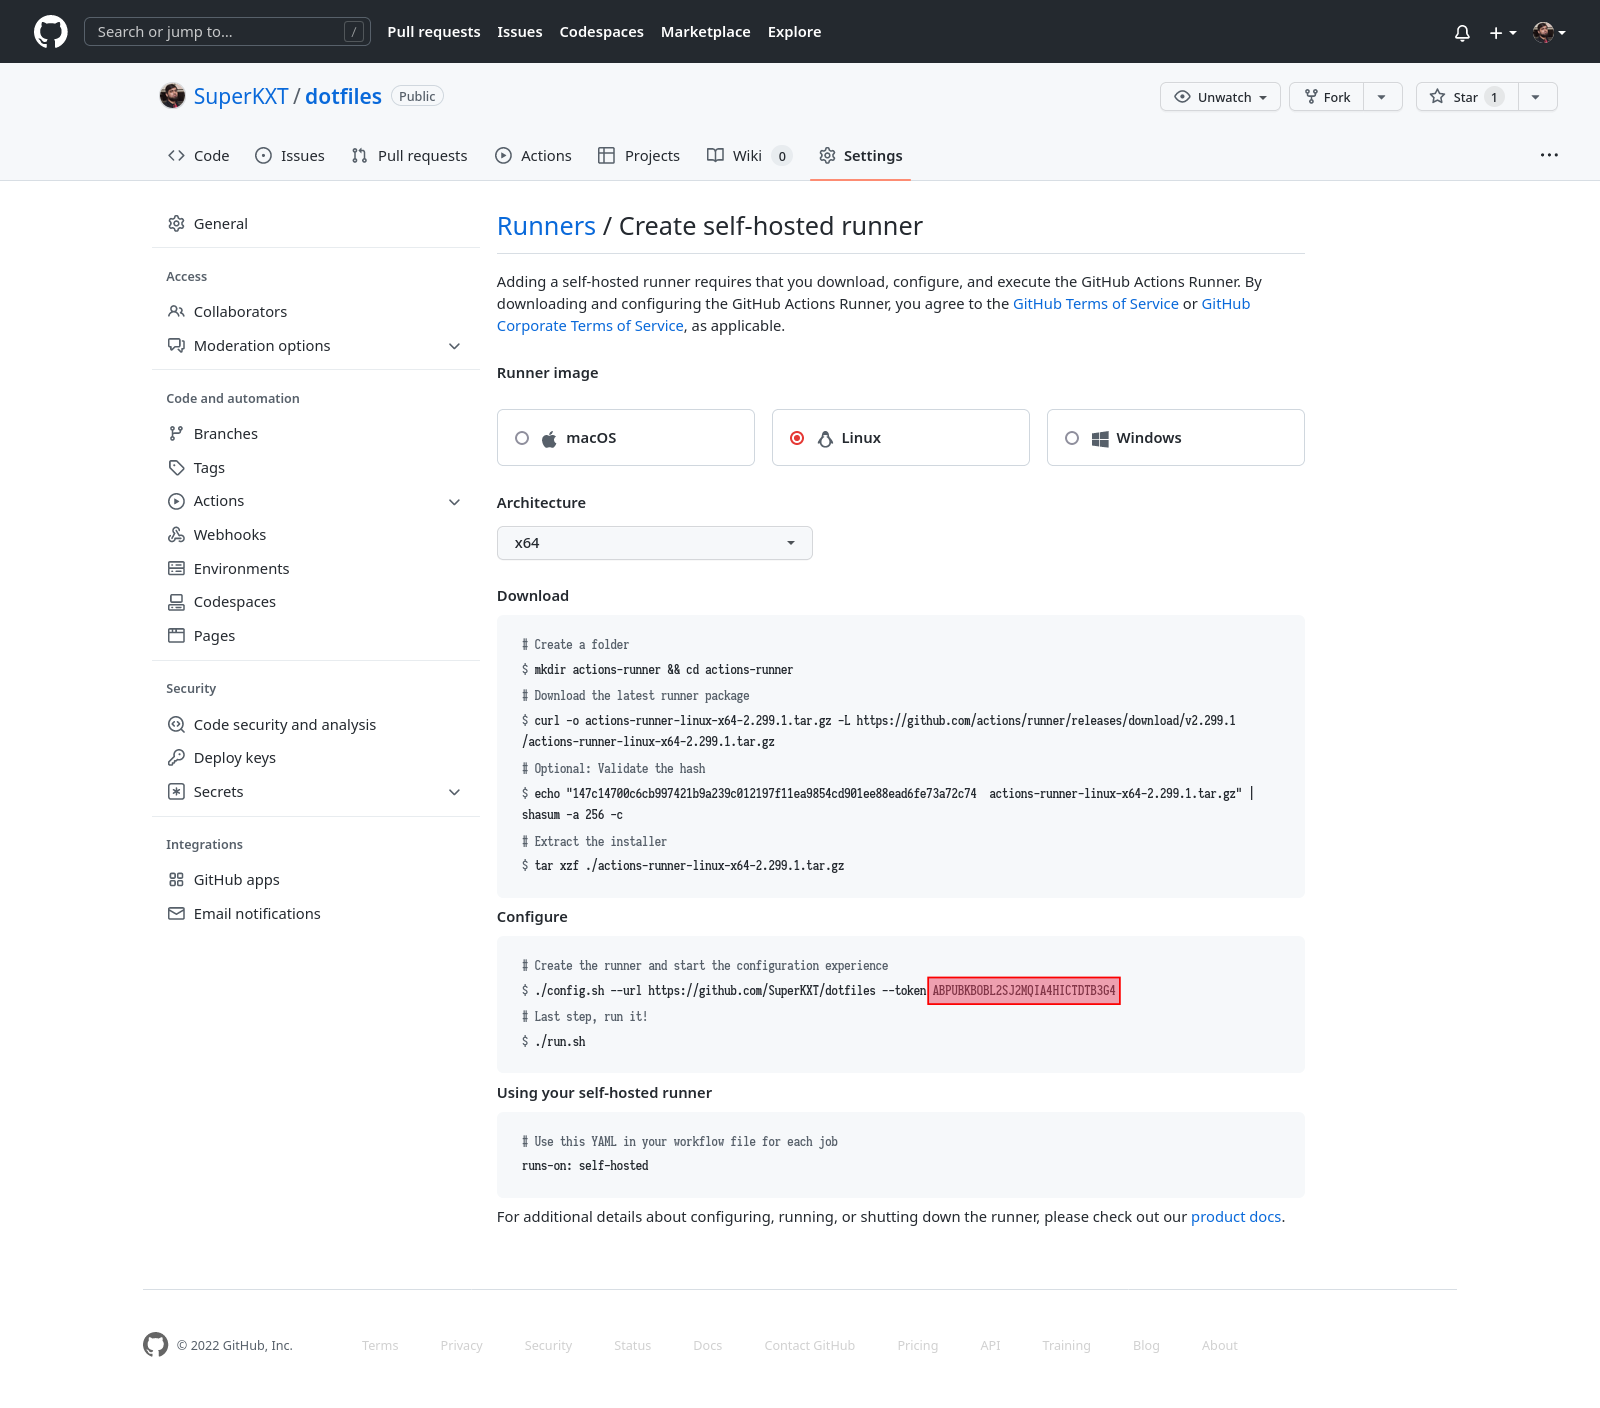 Search or jump to... /
Pull requests Issues Codespaces Marketplace Explore
SuperKXT / dotfiles Public
Unwatch Fork Star 1
Code Issues Pull requests Actions Projects Wiki 0 Settings
General
Access
Collaborators
Moderation options
Code and automation
Branches
Tags
Actions
Webhooks
Environments
Codespaces
Pages
Security
Code security and analysis
Deploy keys
Secrets
Integrations
GitHub apps
Email notifications
Runners / Create self-hosted runner
Adding a self-hosted runner requires that you download, configure, and execute the GitHub Actions Runner. By
downloading and configuring the GitHub Actions Runner, you agree to the GitHub Terms of Service or GitHub
Corporate Terms of Service, as applicable.
Runner image
macOS Linux Windows
Architecture
x64
Download
# Create a folder
$ mkdir actions-runner && cd actions-runner
# Download the latest runner package
$ curl -o actions-runner-linux-x64-2.299.1.tar.gz -L https://github.com/actions/runner/releases/download/v2.299.1
/actions-runner-linux-x64-2.299.1.tar.gz
# Optional: Validate the hash
$ echo "147c14700c6cb997421b9a239c012197f11ea9854cd901ee88ead6fe73a72c74  actions-runner-linux-x64-2.299.1.tar.gz" |
shasum -a 256 -c
# Extract the installer
$ tar xzf ./actions-runner-linux-x64-2.299.1.tar.gz
Configure
# Create the runner and start the configuration experience
$ ./config.sh --url https://github.com/SuperKXT/dotfiles --token ABPUBKBOBL2SJ2MQIA4HICTDTB3G4
# Last step, run it!
$ ./run.sh
Using your self-hosted runner
# Use this YAML in your workflow file for each job
runs-on: self-hosted
For additional details about configuring, running, or shutting down the runner, please check out our product docs.
© 2022 GitHub, Inc. Terms Privacy Security Status Docs Contact GitHub Pricing API Training Blog About